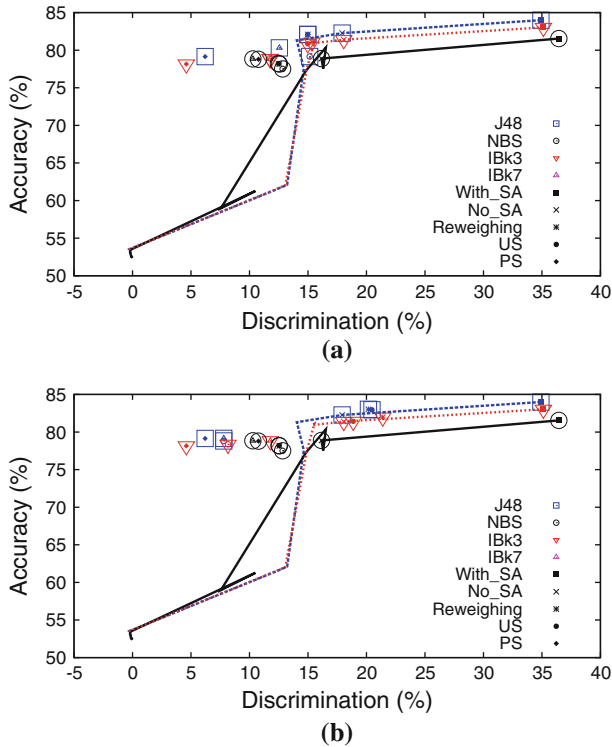 Accuracy (%)
85
80
75
70
65
60
55
50
J48
NBS
IBk3
IBk7
With_SA
No_SA
Reweighing
US
PS
-5
0
5
10
15
20
25
30
35
40
Discrimination (%)
(a)
Accuracy (%)
85
80
75
70
65
60
55
50
J48
NBS
IBk3
IBk7
With_SA
No_SA
Reweighing
US
PS
-5
0
5
10
15
20
25
30
35
40
Discrimination (%)
(b)